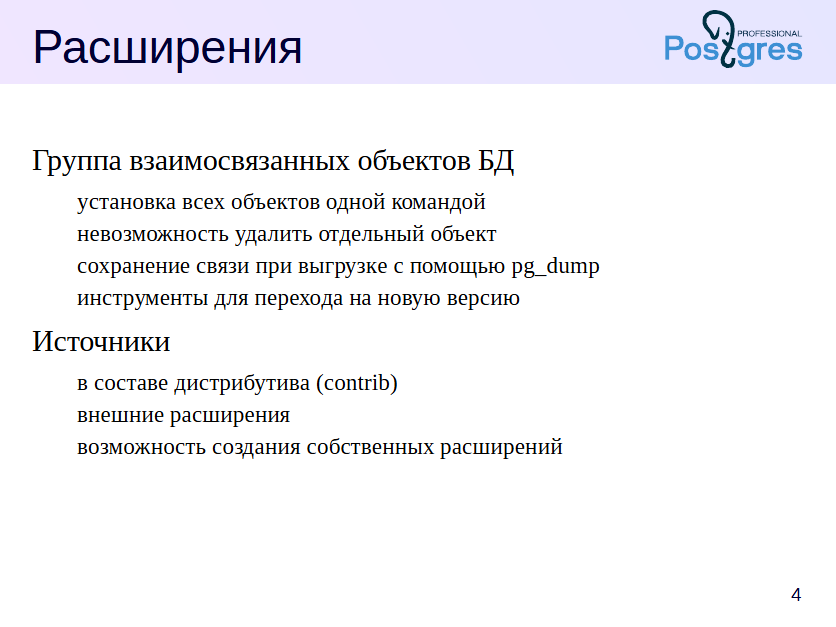 Расширения
PROFESSIONAL
Postgres
Группа взаимосвязанных объектов БД
установка всех объектов одной командой
невозможность удалить отдельный объект
сохранение связи при выгрузке с помощью pg_dump
инструменты для перехода на новую версию
Источники
в составе дистрибутива (contrib)
внешние расширения
возможность создания собственных расширений
4